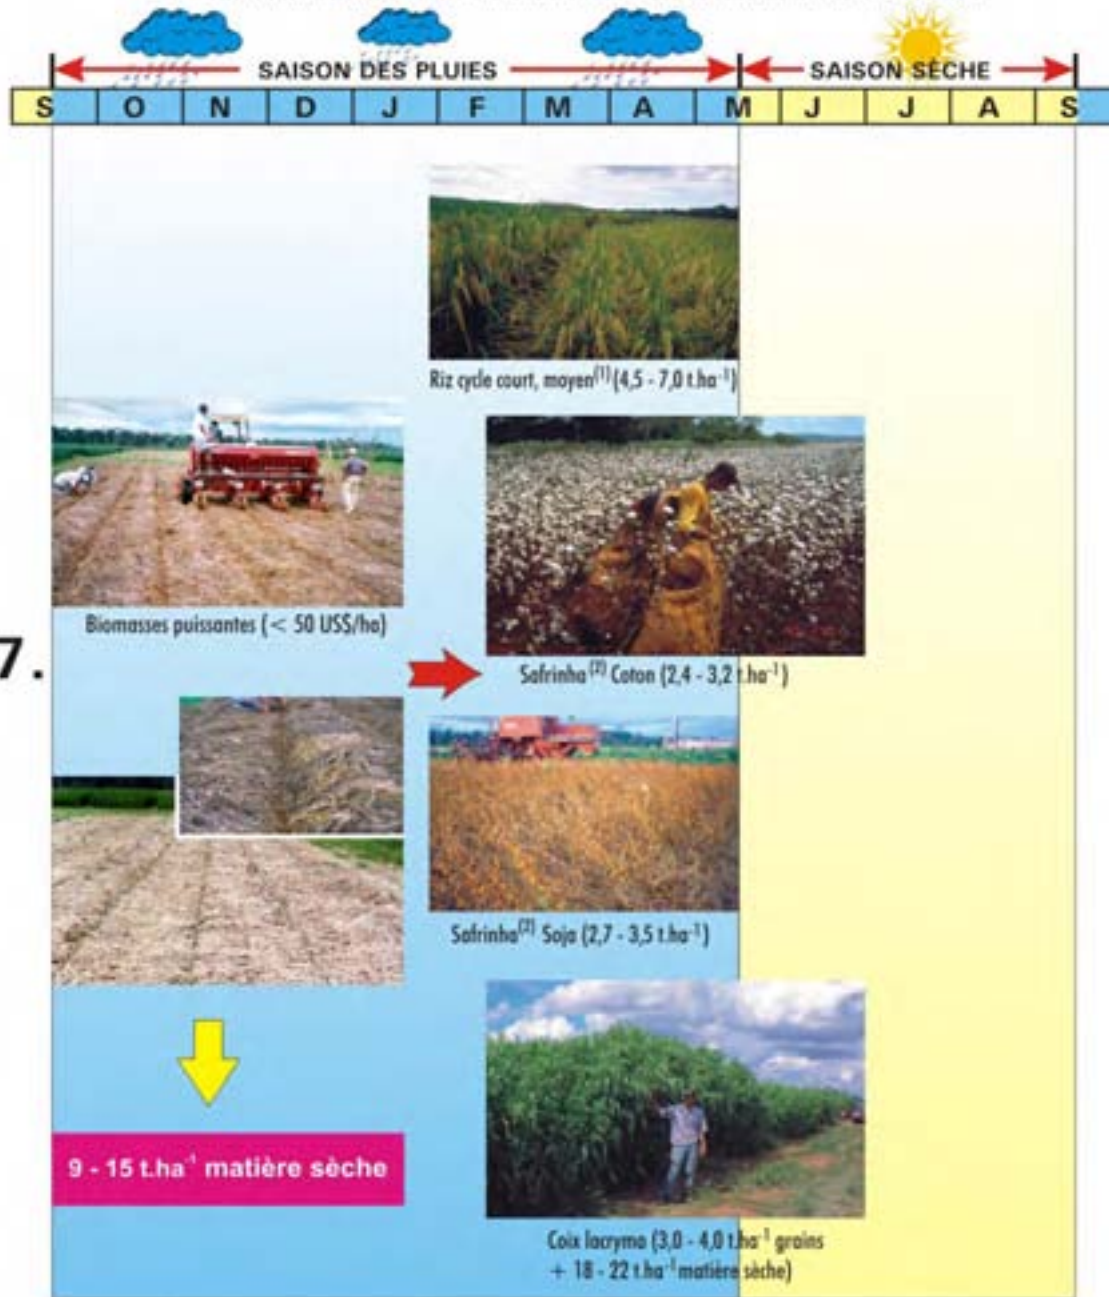 SAISON DES PLUIES SAISON SÈCHE
S O N D J F M A M J J A S
Riz cycle court, moyen(1) (4,5 - 7,0 t.ha-1)
Biomasses puissantes (< 50 US$/ha)
7.
Safrinha(2) Coton (2,4 - 3,2 t.ha-1)
Safrinha(2) Soja (2,7 - 3,5 t.ha-1)
9 - 15 t.ha-1 matière sèche
Coix lacryma (3,0 - 4,0 t.ha-1 grains
+ 18 - 22 t.ha-1 matière sèche)